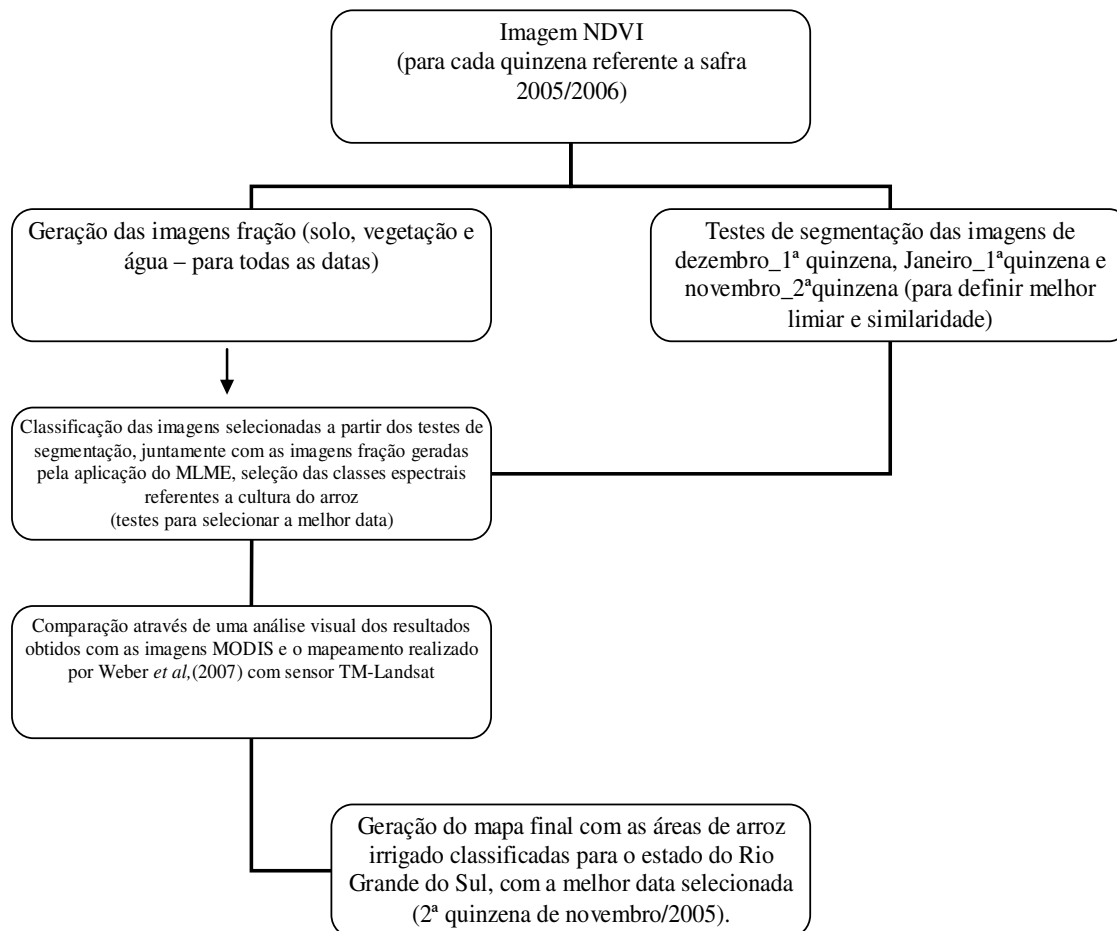 Imagem NDVI
(para cada quinzena referente a safra
2005/2006)
Geração das imagens fração (solo, vegetação e
água – para todas as datas)
Testes de segmentação das imagens de
dezembro_1ª quinzena, Janeiro_1ªquinzena e
novembro_2ªquinzena (para definir melhor
limiar e similaridade)
Classificação das imagens selecionadas a partir dos testes de
segmentação, juntamente com as imagens fração geradas
pela aplicação do MLME, seleção das classes espectrais
referentes a cultura do arroz
(testes para selecionar a melhor data)
Comparação através de uma análise visual dos resultados
obtidos com as imagens MODIS e o mapeamento realizado
por Weber et al,(2007) com sensor TM-Landsat
Geração do mapa final com as áreas de arroz
irrigado classificadas para o estado do Rio
Grande do Sul, com a melhor data selecionada
(2ª quinzena de novembro/2005).